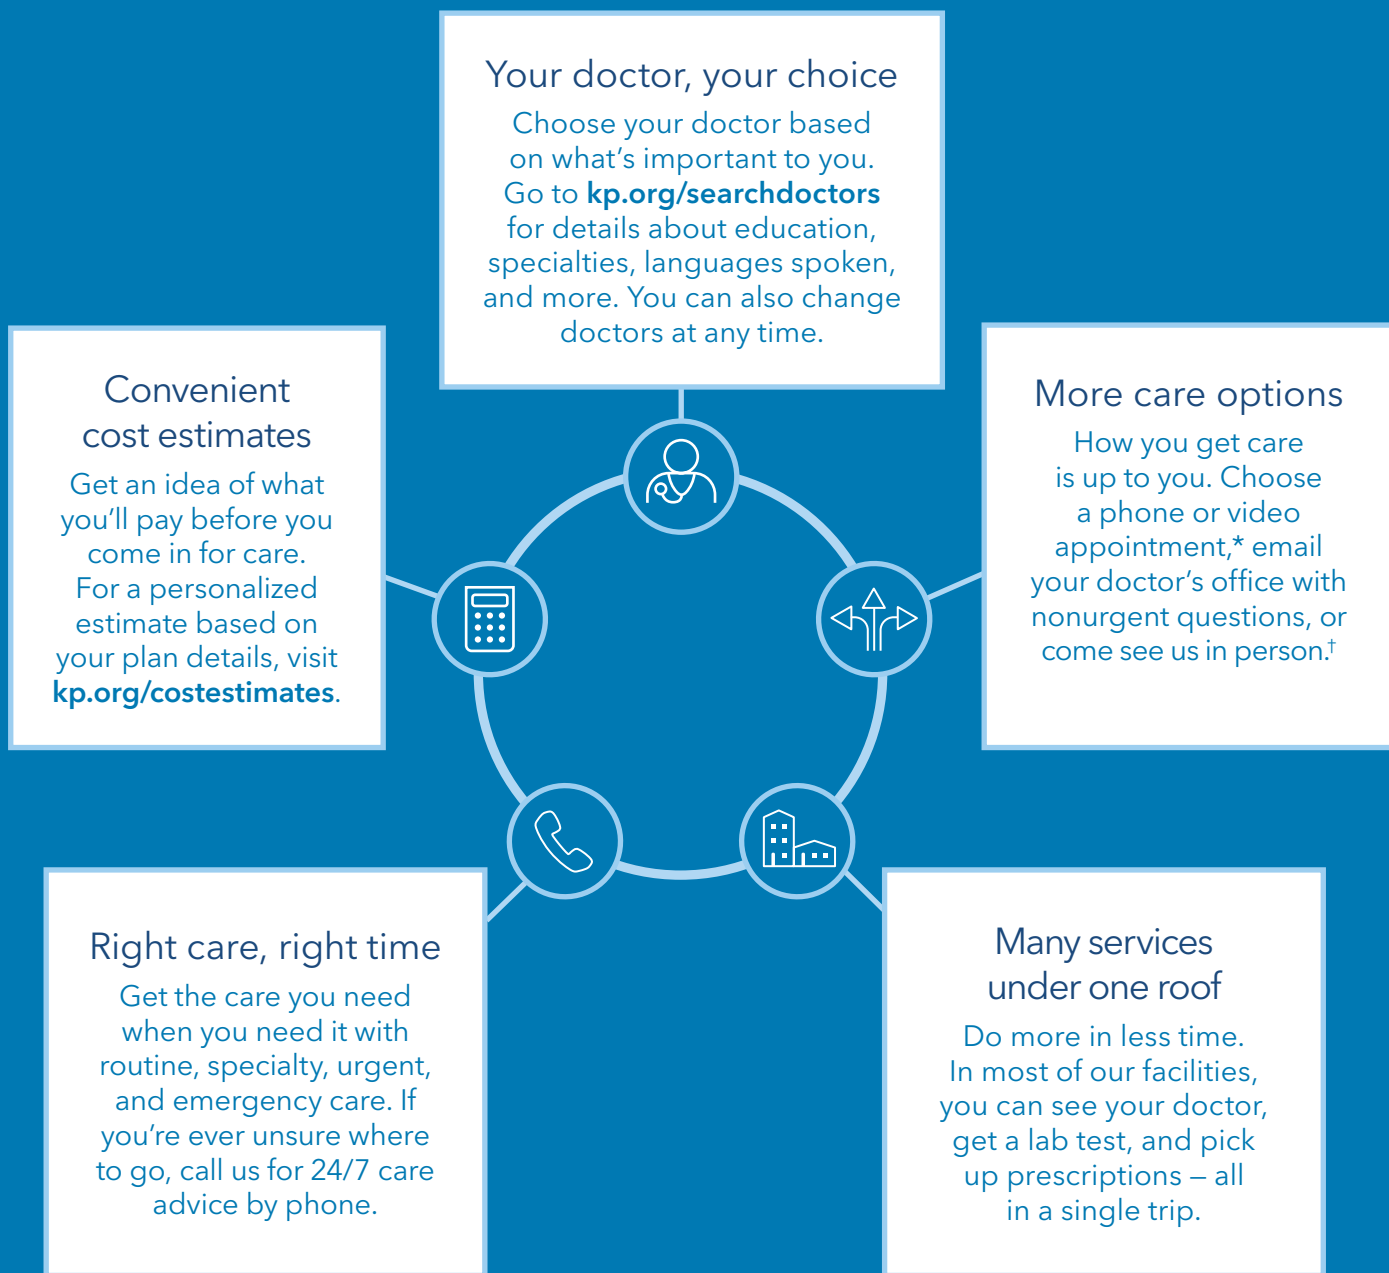 Your doctor, your choice
Choose your doctor based
on what's important to you.
Go to kp.org/searchdoctors
for details about education,
specialties, languages spoken,
and more. You can also change
doctors at any time.
Convenient
cost estimates
Get an idea of what
you'll pay before you
come in for care.
For a personalized
estimate based on
your plan details, visit
kp.org/costestimates.
More care options
How you get care
is up to you. Choose
a phone or video
appointment,* email
your doctor's office with
nonurgent questions, or
come see us in person.†
Right care, right time
Get the care you need
when you need it with
routine, specialty, urgent,
and emergency care. If
you're ever unsure where
to go, call us for 24/7 care
advice by phone.
Many services
under one roof
Do more in less time.
In most of our facilities,
you can see your doctor,
get a lab test, and pick
up prescriptions – all
in a single trip.